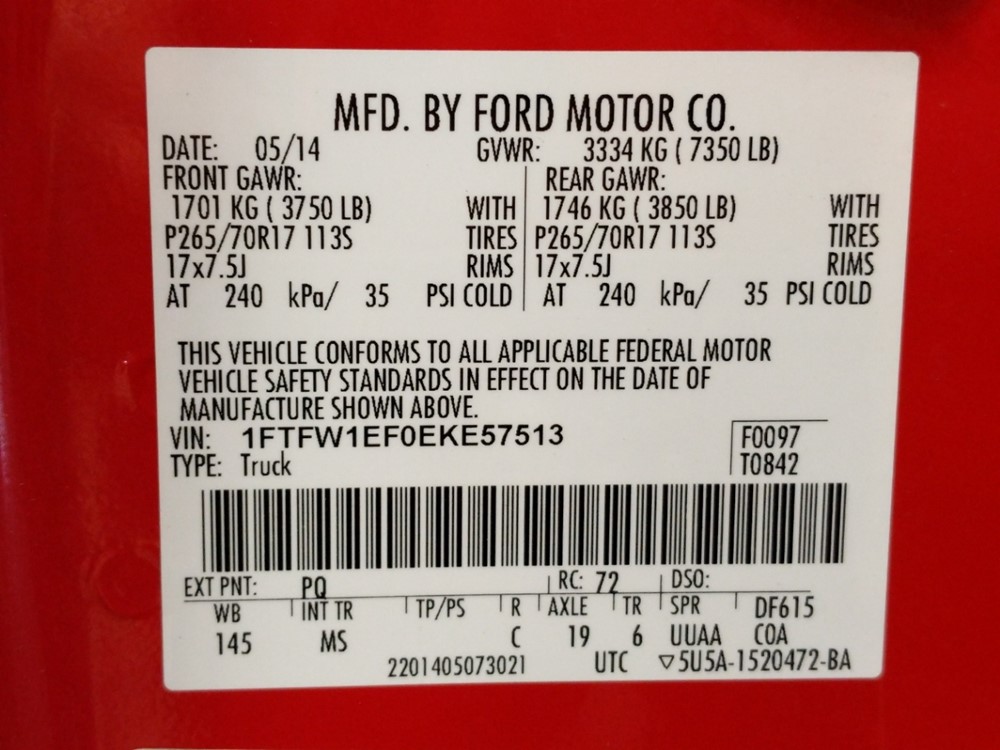 MFD. BY FORD MOTOR CO.
DATE: 05/14 GVWR: 3334 KG ( 7350 LB)
FRONT GAWR: REAR GAWR:
1701 KG ( 3750 LB) WITH 1746 KG ( 3850 LB) WITH
P265/70R17 113S TIRES P265/70R17 113S TIRES
17x7.5J RIMS 17x7.5J RIMS
AT 240 kPa/ 35 PSI COLD AT 240 kPa/ 35 PSI COLD
THIS VEHICLE CONFORMS TO ALL APPLICABLE FEDERAL MOTOR
VEHICLE SAFETY STANDARDS IN EFFECT ON THE DATE OF
MANUFACTURE SHOWN ABOVE.
VIN: 1FTFW1EF0EKE57513 F0097
TYPE: Truck T0842
EXT PNT: PQ RC: 72 DSO:
WB INT TR TP/PS R AXLE TR SPR DF615
145 MS C 19 6 UUAA COA
2201405073021 UTC ▽5U5A-1520472-BA